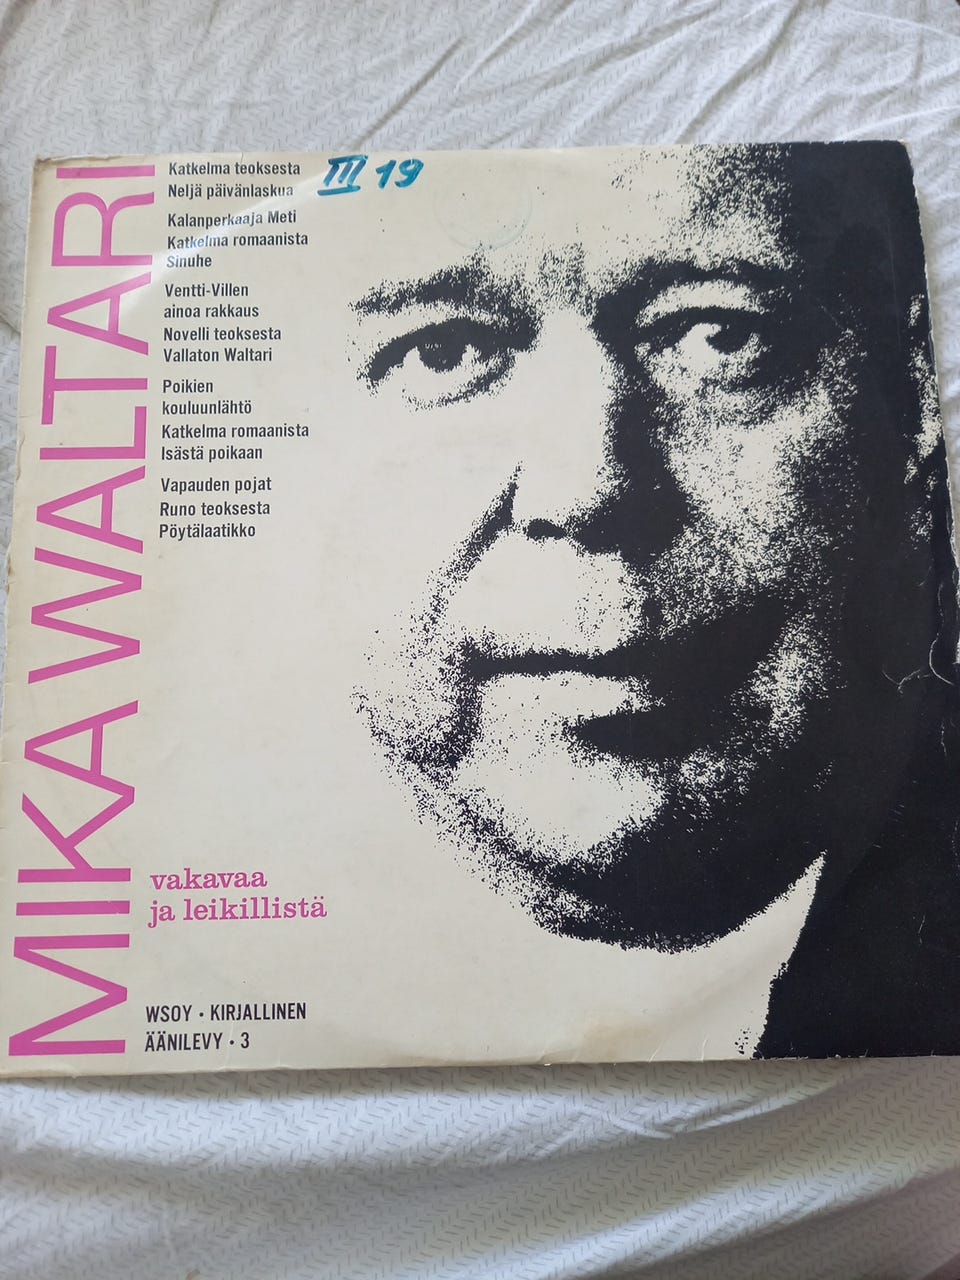 MIKA WALTARI
Katkelma teoksesta
Neljä päivänlaskua
III 19
Kalanperkaaja Meti
Katkelma romaanista
Sinuhe
Ventti-Villen
ainoa rakkaus
Novelli teoksesta
Vallaton Waltari
Poikien
kouluunlähtö
Katkelma romaanista
Isästä poikaan
Vapauden pojat
Runo teoksesta
Pöytälaatikko
vakavaa
ja leikillistä
WSOY • KIRJALLINEN
ÄÄNILEVY • 3